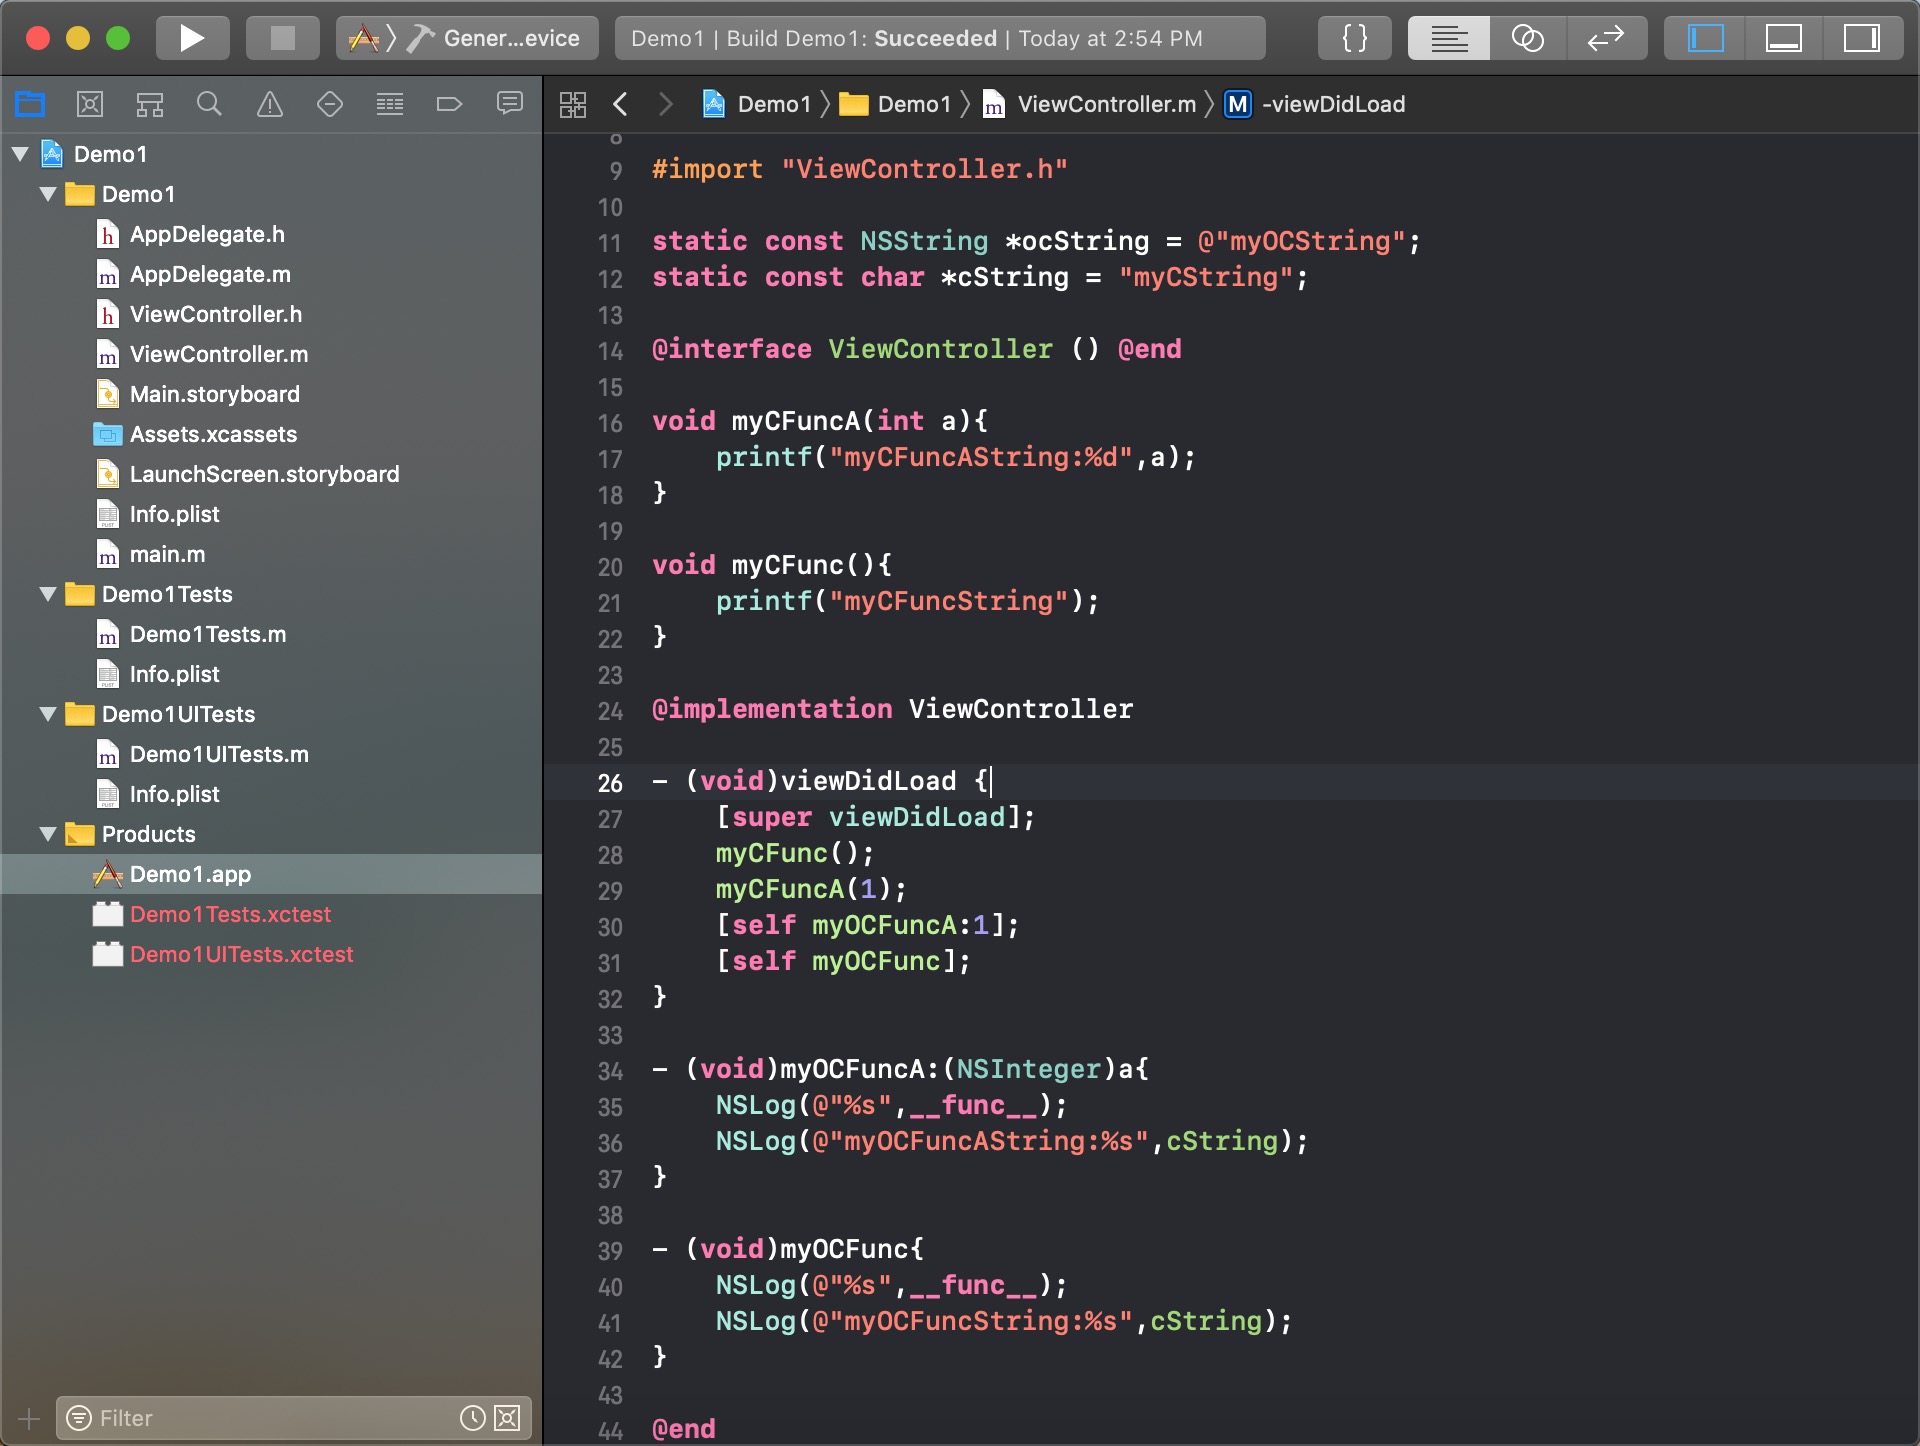 Gener...evice
Demo1 | Build Demo1: Succeeded | Today at 2:54 PM
{}
Demo1
Demo1
ViewController.m
M
-viewDidLoad
Demo1
Demo1
h AppDelegate.h
m AppDelegate.m
h ViewController.h
m ViewController.m
Main.storyboard
Assets.xcassets
LaunchScreen.storyboard
Info.plist
m main.m
Demo1Tests
m Demo1Tests.m
Info.plist
Demo1UITests
m Demo1UITests.m
Info.plist
Products
Demo1.app
Demo1Tests.xctest
Demo1UITests.xctest
Filter
8
9 #import "ViewController.h"
10
11 static const NSString *ocString = @"myOCString";
12 static const char *cString = "myCString";
13
14 @interface ViewController () @end
15
16 void myCFuncA(int a){
17     printf("myCFuncAString:%d",a);
18 }
19
20 void myCFunc(){
21     printf("myCFuncString");
22 }
23
24 @implementation ViewController
25
26 - (void)viewDidLoad {
27     [super viewDidLoad];
28     myCFunc();
29     myCFuncA(1);
30     [self myOCFuncA:1];
31     [self myOCFunc];
32 }
33
34 - (void)myOCFuncA:(NSInteger)a{
35     NSLog(@"%s",__func__);
36     NSLog(@"myOCFuncAString:%s",cString);
37 }
38
39 - (void)myOCFunc{
40     NSLog(@"%s",__func__);
41     NSLog(@"myOCFuncString:%s",cString);
42 }
43
44 @end